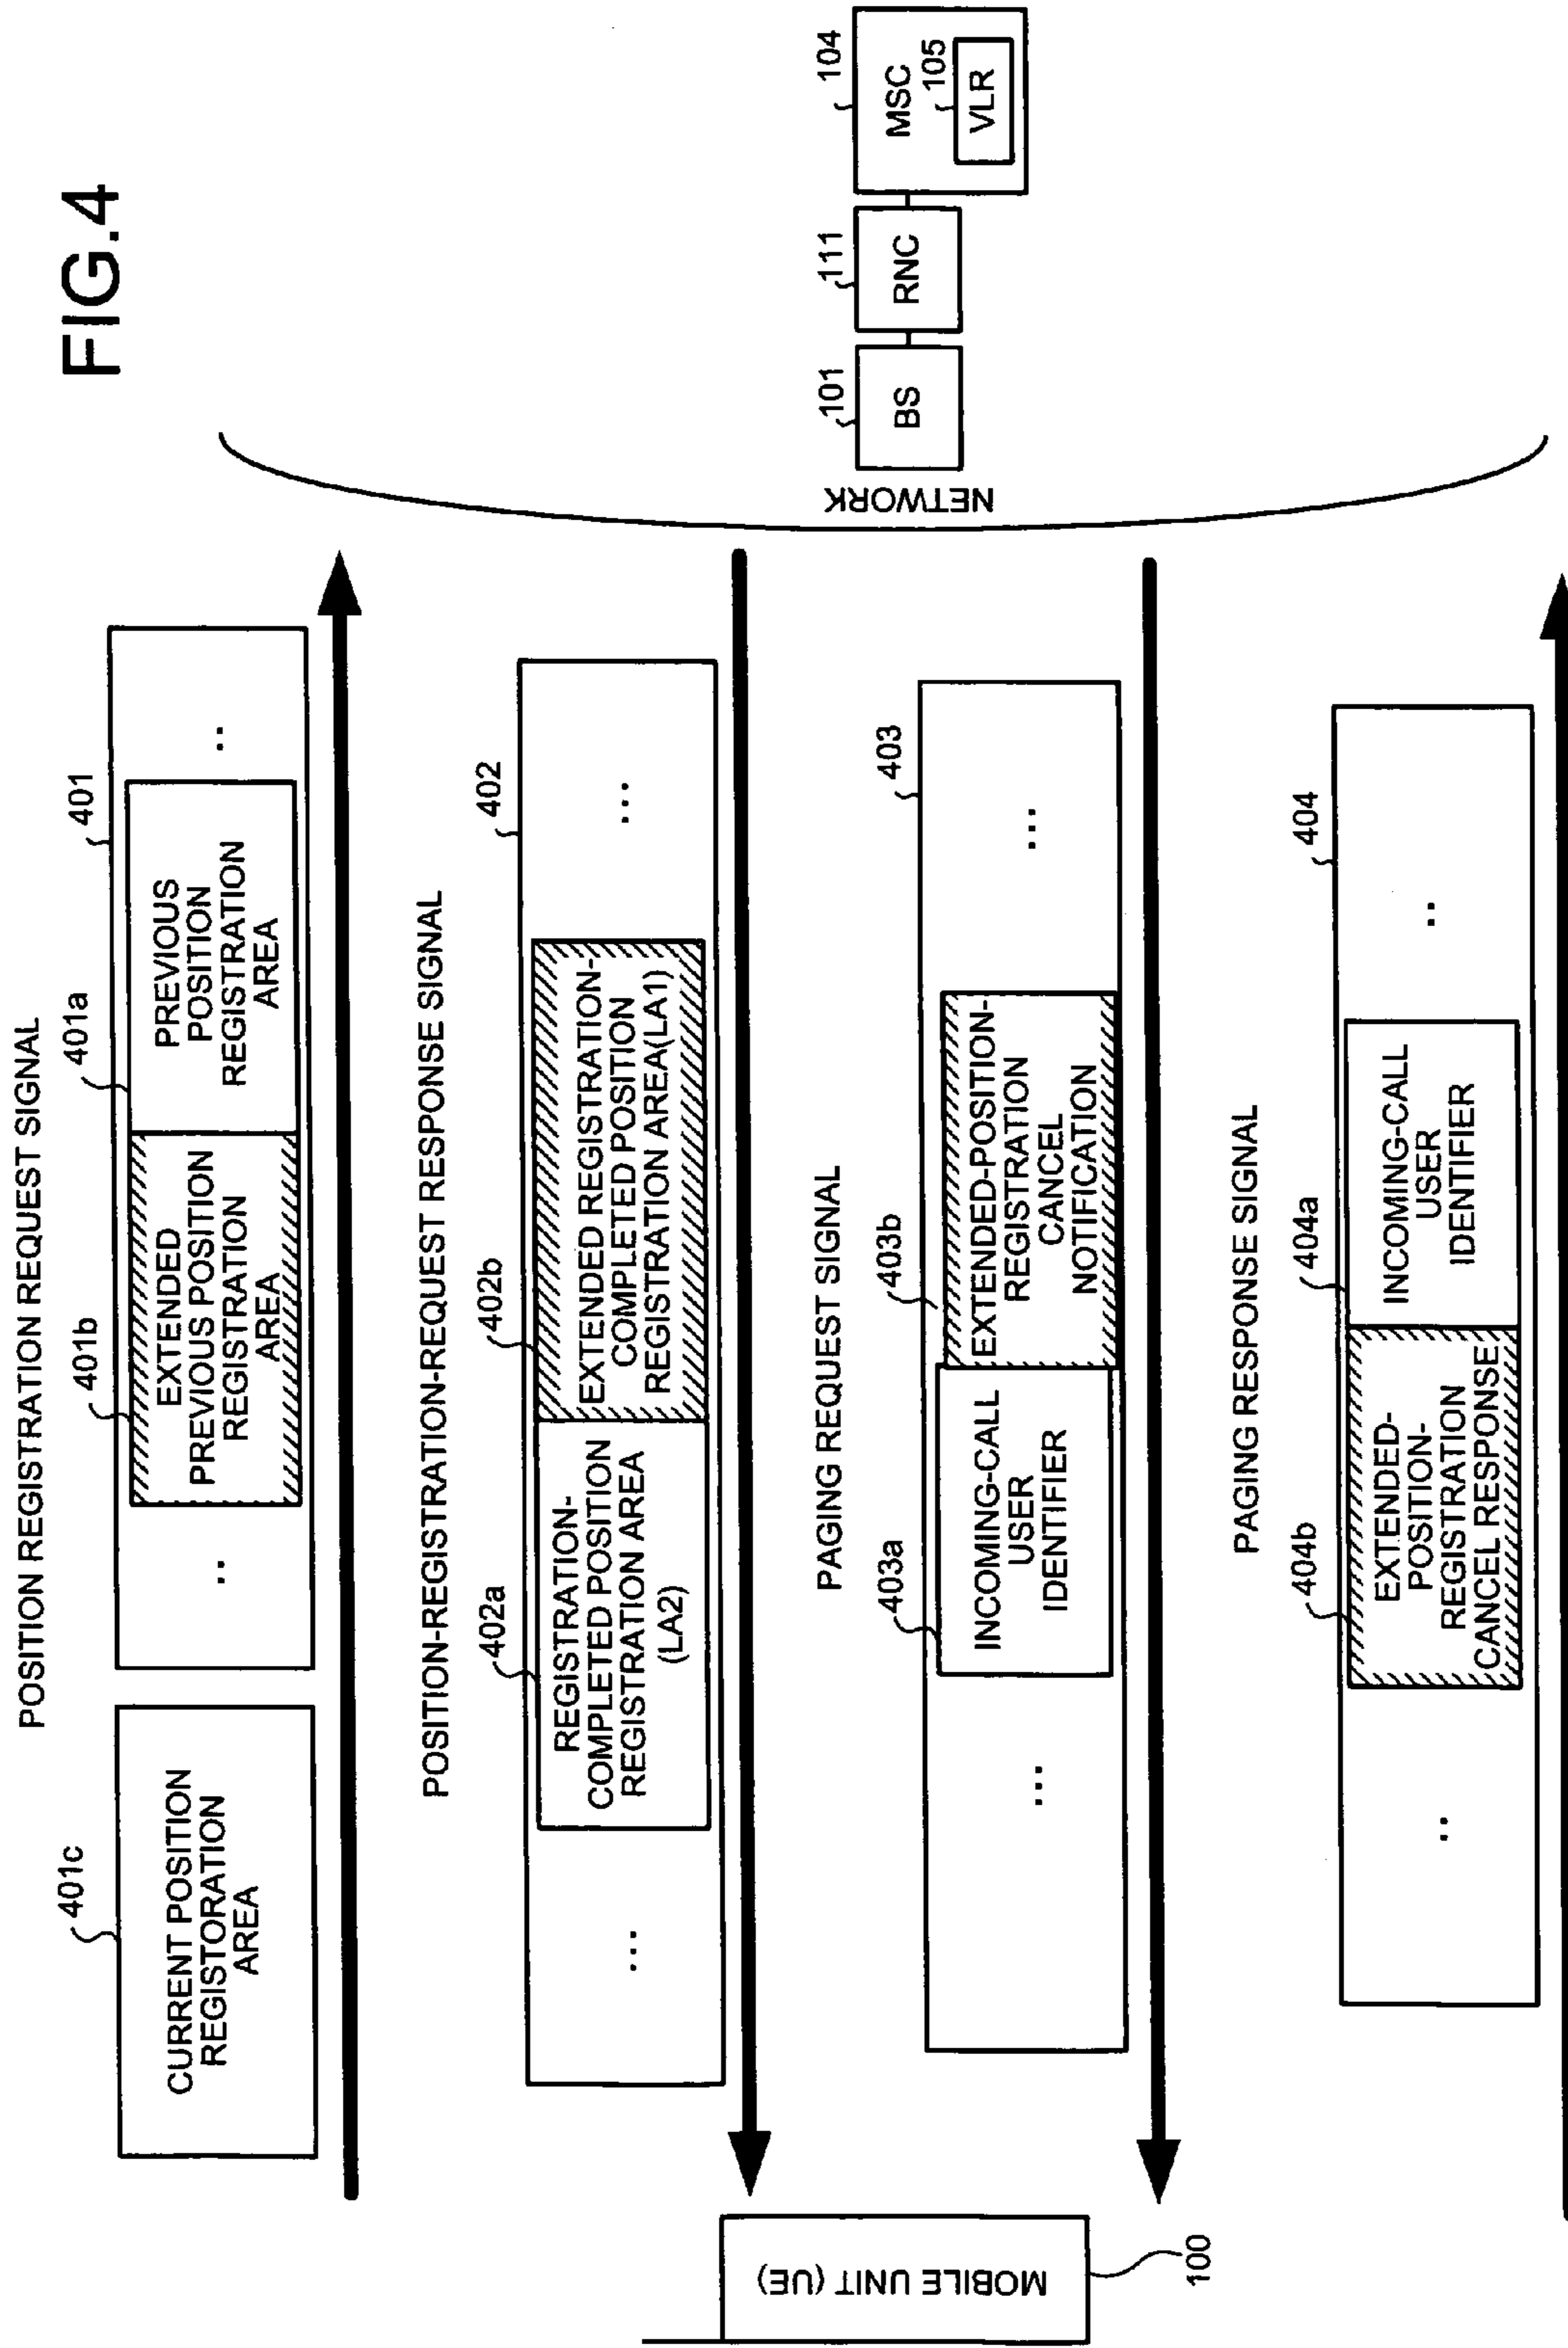 FIG.4
POSITION REGISTRATION REQUEST SIGNAL
401c
CURRENT POSITION
REGISTORATION
AREA
401b
401a
401
..
EXTENDED
PREVIOUS POSITION
REGISTRATION
AREA
PREVIOUS
POSITION
REGISTRATION
AREA
..
POSITION-REGISTRATION-REQUEST RESPONSE SIGNAL
402a
402b
402
...
REGISTRATION-
COMPLETED POSITION
REGISTRATION AREA
(LA2)
EXTENDED REGISTRATION-
COMPLETED POSITION
REGISTRATION AREA(LA1)
...
PAGING REQUEST SIGNAL
403a
403b
403
...
INCOMING-CALL
USER
IDENTIFIER
EXTENDED-POSITION-
REGISTRATION
CANCEL
NOTIFICATION
...
PAGING RESPONSE SIGNAL
404b
404a
404
..
EXTENDED-
POSITION-
REGISTRATION
CANCEL RESPONSE
INCOMING-CALL
USER
IDENTIFIER
..
MOBILE UNIT (UE)
100
NETWORK
101
BS
111
RNC
104
MSC
105
VLR